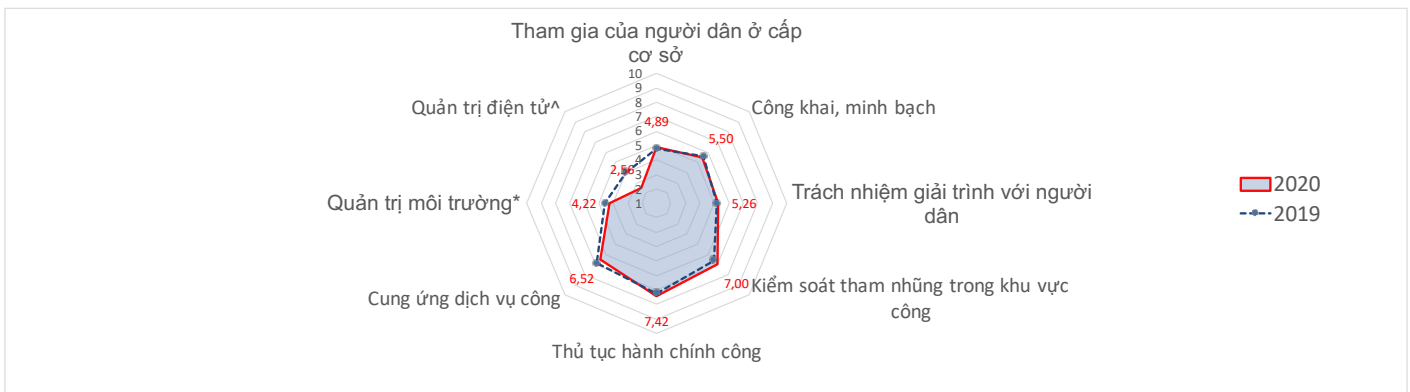 Tham gia của người dân ở cấp
cơ sở
10
9
8
7
6
5
4
3
2
1
Quản trị điện tử^
Công khai, minh bạch
4,89
5,50
2,56
Quản trị môi trường*
4,22
5,26
Trách nhiệm giải trình với người
dân
2020
2019
6,52
7,00
Kiểm soát tham nhũng trong khu vực
công
Cung ứng dịch vụ công
7,42
Thủ tục hành chính công